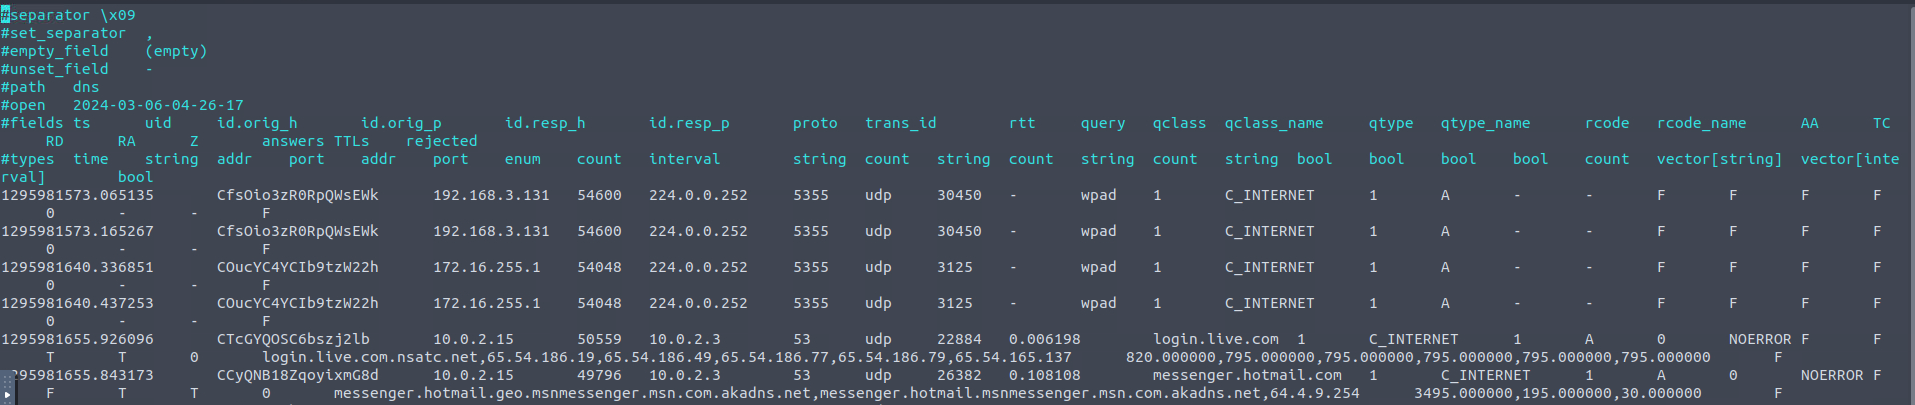 #separator \x09
#set_separator ,
#empty_field (empty)
#unset_field -
#path dns
#open 2024-03-06-04-26-17
#fields ts uid id.orig_h id.orig_p id.resp_h id.resp_p proto trans_id rtt query qclass qclass_name qtype qtype_name rcode rcode_name AA TC
RD RA Z answers TTLs rejected
#types time string addr port addr port enum count interval string count string count string count string bool bool bool bool count vector[string] vector[inte
rval] bool
1295981573.065135 CfsOio3zR0RpQWsEWk 192.168.3.131 54600 224.0.0.252 5355 udp 30450 - wpad 1 C_INTERNET 1 A - - F F F F
0 - - F
1295981573.165267 CfsOio3zR0RpQWsEWk 192.168.3.131 54600 224.0.0.252 5355 udp 30450 - wpad 1 C_INTERNET 1 A - - F F F F
0 - - F
1295981640.336851 COucYC4YCIb9tzW22h 172.16.255.1 54048 224.0.0.252 5355 udp 3125 - wpad 1 C_INTERNET 1 A - - F F F F
0 - - F
1295981640.437253 COucYC4YCIb9tzW22h 172.16.255.1 54048 224.0.0.252 5355 udp 3125 - wpad 1 C_INTERNET 1 A - - F F F F
0 - - F
1295981655.926096 CTcGYQOSC6bszj2lb 10.0.2.15 50559 10.0.2.3 53 udp 22884 0.006198 login.live.com 1 C_INTERNET 1 A 0 NOERROR F F
T T 0 login.live.com.nsatc.net,65.54.186.19,65.54.186.49,65.54.186.77,65.54.186.79,65.54.165.137 820.000000,795.000000,795.000000,795.000000,795.000000,795.000000 F
95981655.843173 CCyQNB18ZqoyixmG8d 10.0.2.15 49796 10.0.2.3 53 udp 26382 0.108108 messenger.hotmail.com 1 C_INTERNET 1 A 0 NOERROR F
F T T 0 messenger.hotmail.geo.msnmessenger.msn.com.akadns.net,messenger.hotmail.msnmessenger.msn.com.akadns.net,64.4.9.254 3495.000000,195.000000,30.000000 F